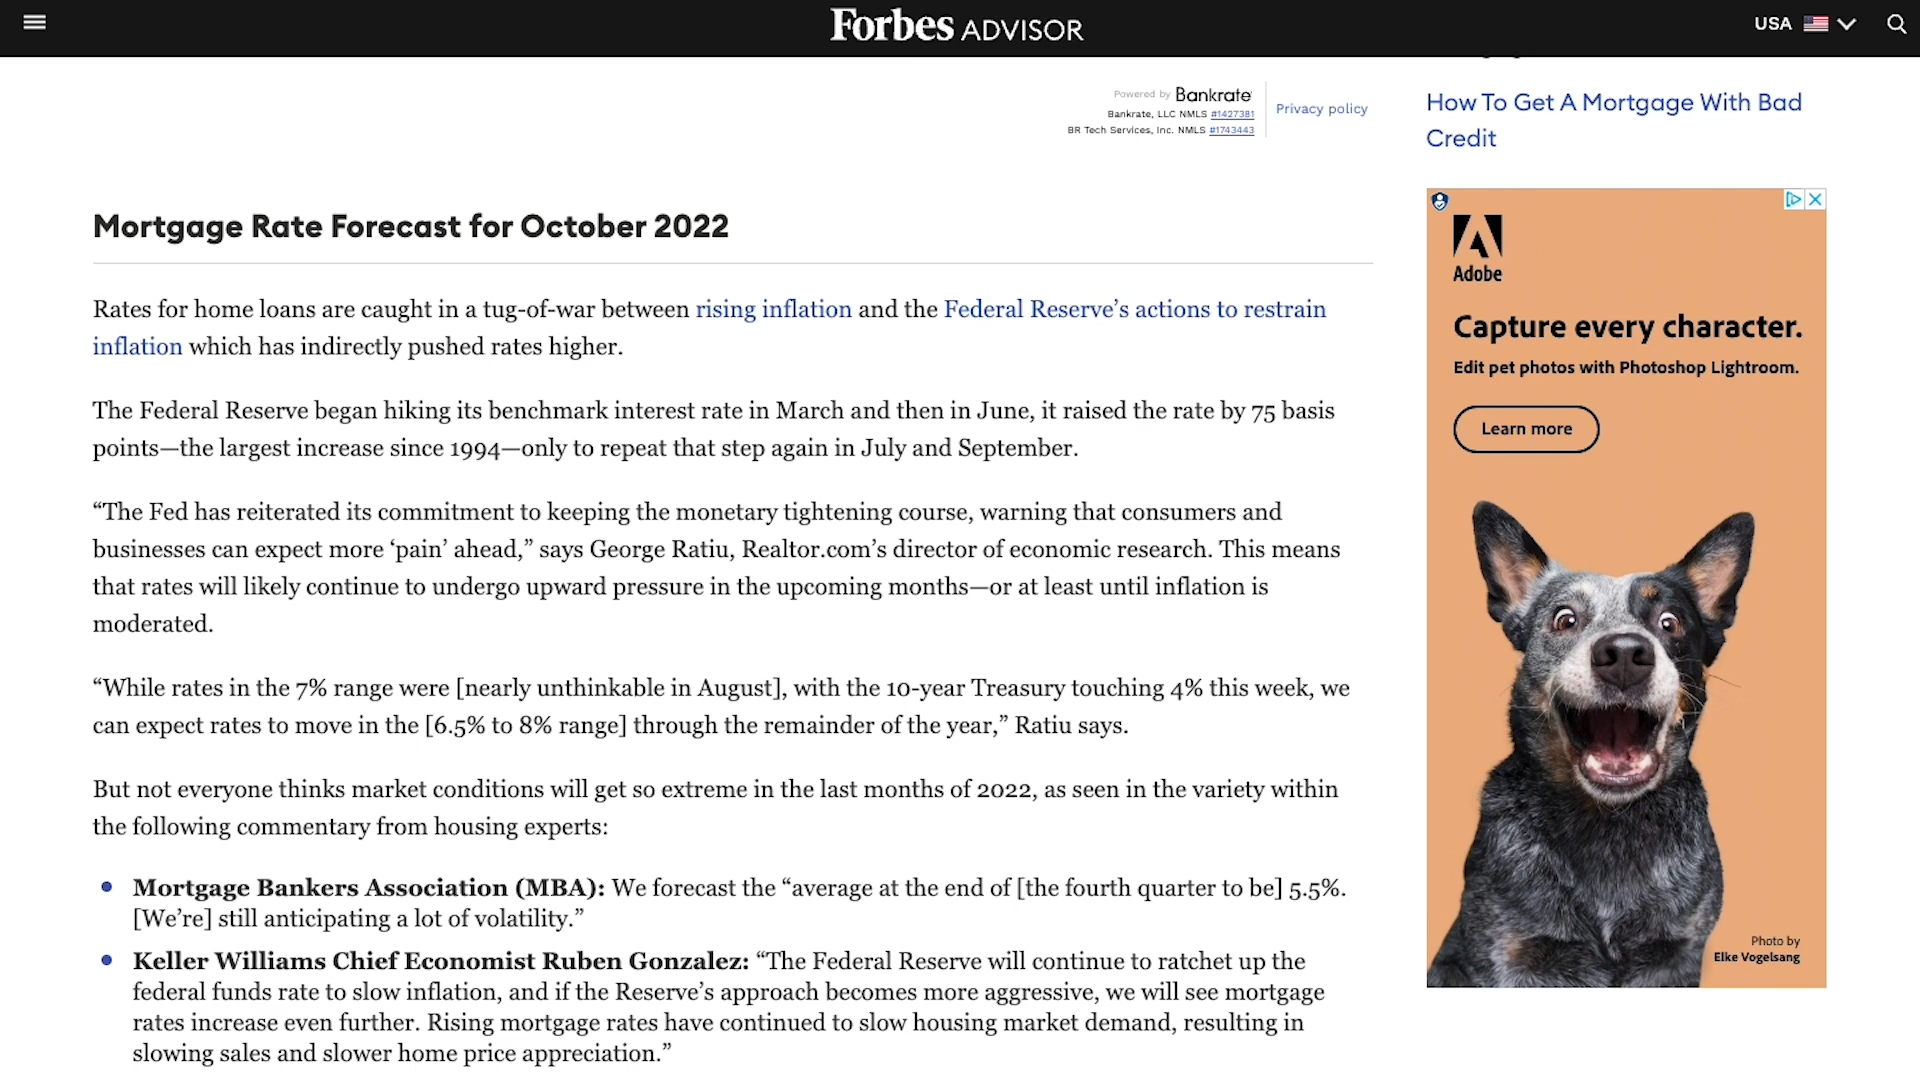 Forbes ADVISOR
USA
Powered by Bankrate
Bankrate, LLC NMLS #1427381
BR Tech Services, Inc. NMLS #1743443
Privacy policy
How To Get A Mortgage With Bad
Credit
Mortgage Rate Forecast for October 2022
Rates for home loans are caught in a tug-of-war between rising inflation and the Federal Reserve’s actions to restrain
inflation which has indirectly pushed rates higher.
The Federal Reserve began hiking its benchmark interest rate in March and then in June, it raised the rate by 75 basis
points—the largest increase since 1994—only to repeat that step again in July and September.
“The Fed has reiterated its commitment to keeping the monetary tightening course, warning that consumers and
businesses can expect more ‘pain’ ahead,” says George Ratiu, Realtor.com’s director of economic research. This means
that rates will likely continue to undergo upward pressure in the upcoming months—or at least until inflation is
moderated.
“While rates in the 7% range were [nearly unthinkable in August], with the 10-year Treasury touching 4% this week, we
can expect rates to move in the [6.5% to 8% range] through the remainder of the year,” Ratiu says.
But not everyone thinks market conditions will get so extreme in the last months of 2022, as seen in the variety within
the following commentary from housing experts:
Mortgage Bankers Association (MBA): We forecast the “average at the end of [the fourth quarter to be] 5.5%.
[We’re] still anticipating a lot of volatility.”
Keller Williams Chief Economist Ruben Gonzalez: “The Federal Reserve will continue to ratchet up the
federal funds rate to slow inflation, and if the Reserve’s approach becomes more aggressive, we will see mortgage
rates increase even further. Rising mortgage rates have continued to slow housing market demand, resulting in
slowing sales and slower home price appreciation.”
Adobe
Capture every character.
Edit pet photos with Photoshop Lightroom.
Learn more
Photo by
Elke Vogelsang